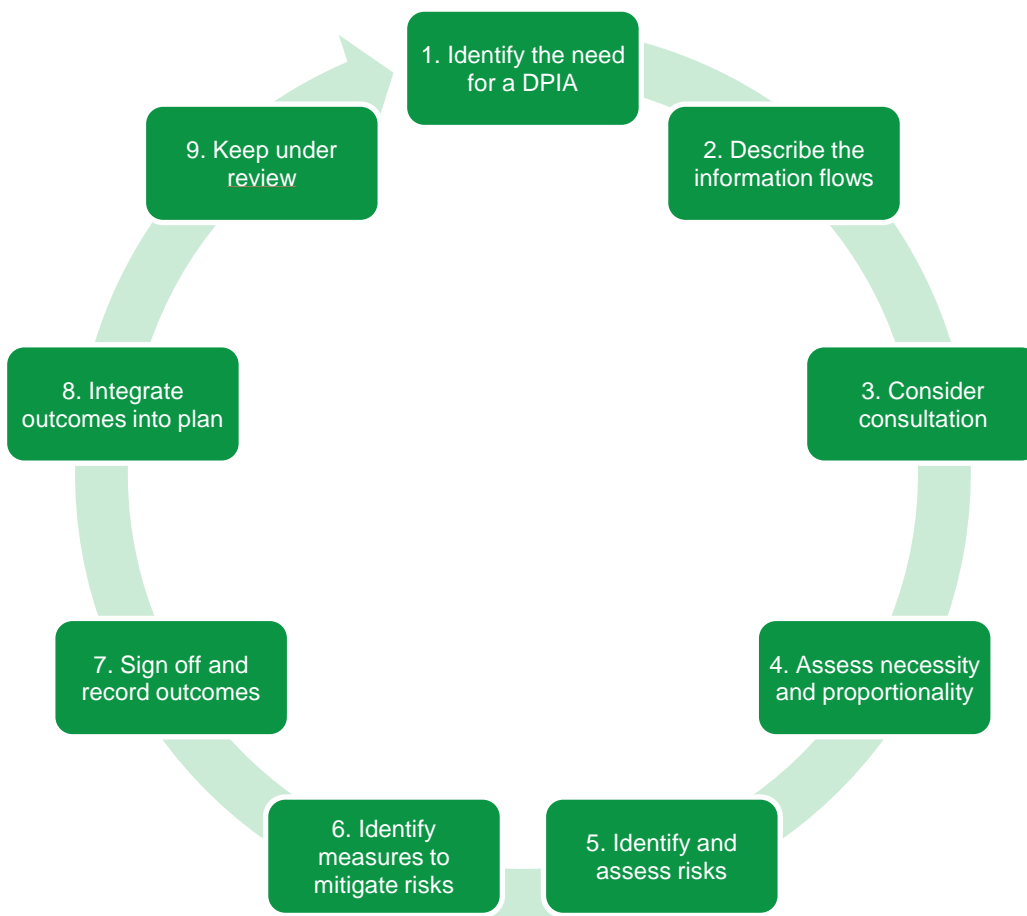 1. Identify the need
for a DPIA
2. Describe the
information flows
3. Consider
consultation
4. Assess necessity
and proportionality
5. Identify and
assess risks
6. Identify
measures to
mitigate risks
7. Sign off and
record outcomes
8. Integrate
outcomes into plan
9. Keep under
review